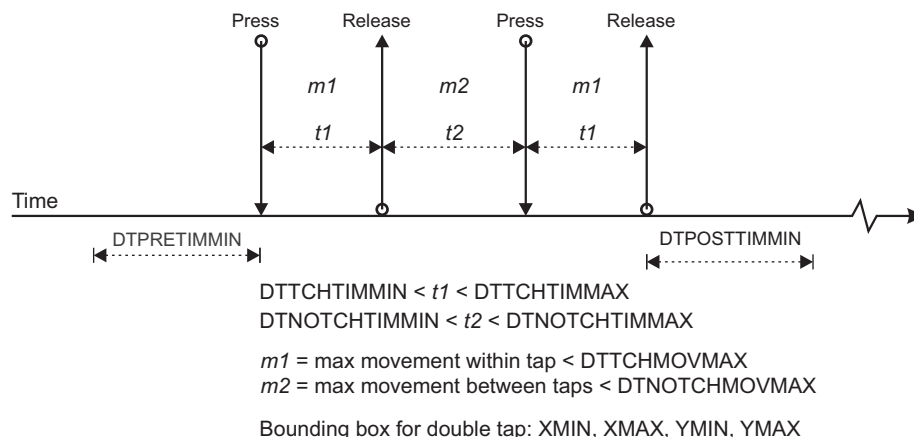 Press Release Press Release
m1 m2 m1
t1 t2 t1
Time
DTPRETIMMIN DTPOSTTIMMIN
DTTCHTIMMIN < t1 < DTTCHTIMMAX
DTNOTCHTIMMIN < t2 < DTNOTCHTIMMAX
m1 = max movement within tap < DTTCHMOVMAX
m2 = max movement between taps < DTNOTCHMOVMAX
Bounding box for double tap: XMIN, XMAX, YMIN, YMAX